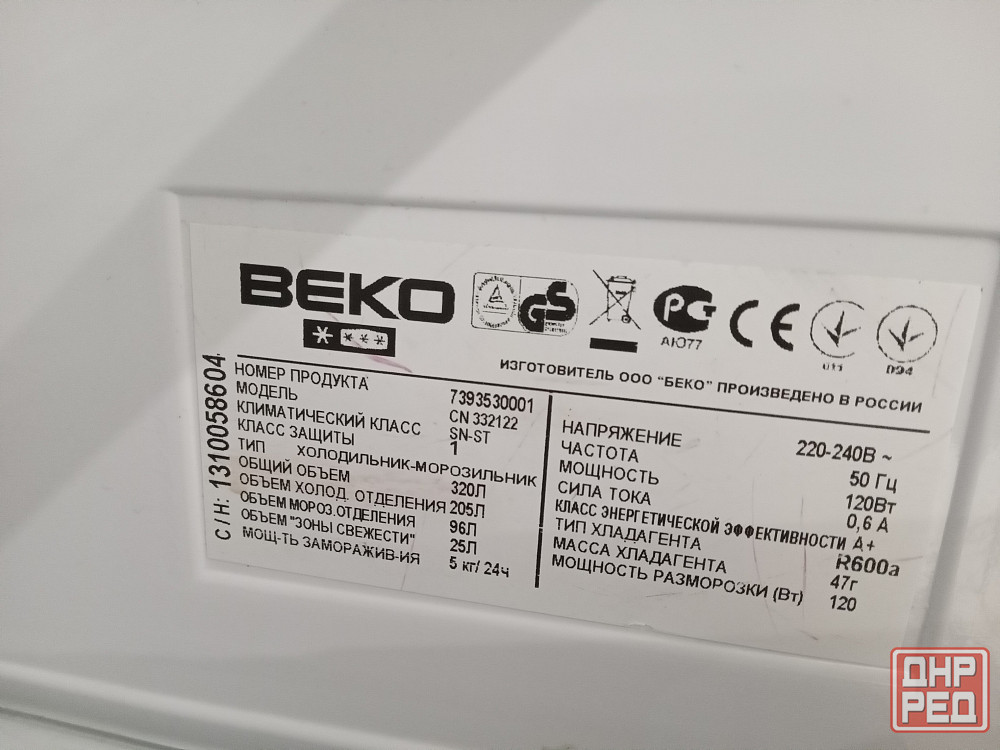 BEKO
АЮ77
011
D94
ИЗГОТОВИТЕЛЬ ООО "БЕКО" ПРОИЗВЕДЕНО В РОССИИ
С/Н: 1310058604
НОМЕР ПРОДУКТА 7393530001
МОДЕЛЬ CN 332122
КЛИМАТИЧЕСКИЙ КЛАСС SN-ST
КЛАСС ЗАЩИТЫ 1
ТИП ХОЛОДИЛЬНИК-МОРОЗИЛЬНИК
ОБЩИЙ ОБЪЕМ 320Л
ОБЪЕМ ХОЛОД. ОТДЕЛЕНИЯ 205Л
ОБЪЕМ МОРОЗ.ОТДЕЛЕНИЯ 96Л
ОБЪЕМ "ЗОНЫ СВЕЖЕСТИ" 25Л
МОЩ-ТЬ ЗАМОРАЖИВ-ИЯ 5 кг/ 24ч
НАПРЯЖЕНИЕ 220-240В ~
ЧАСТОТА 50 Гц
МОЩНОСТЬ 120Вт
СИЛА ТОКА 0,6 А
КЛАСС ЭНЕРГЕТИЧЕСКОЙ ЭФФЕКТИВНОСТИ А+
ТИП ХЛАДАГЕНТА R600a
МАССА ХЛАДАГЕНТА 47г
МОЩНОСТЬ РАЗМОРОЗКИ (Вт) 120
ДНР
РЕД